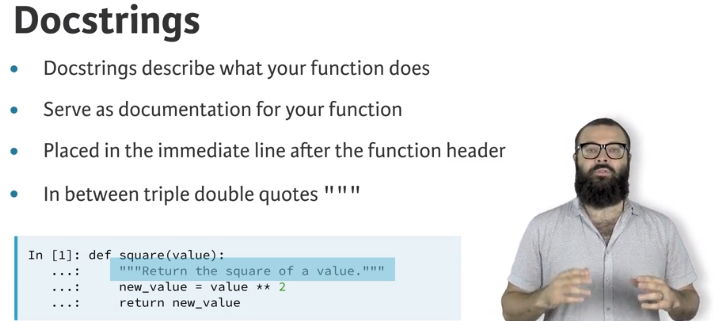 Docstrings
• Docstrings describe what your function does
• Serve as documentation for your function
• Placed in the immediate line after the function header
• In between triple double quotes """
In [1]: def square(value):
   ...:     """Return the square of a value."""
   ...:     new_value = value ** 2
   ...:     return new_value